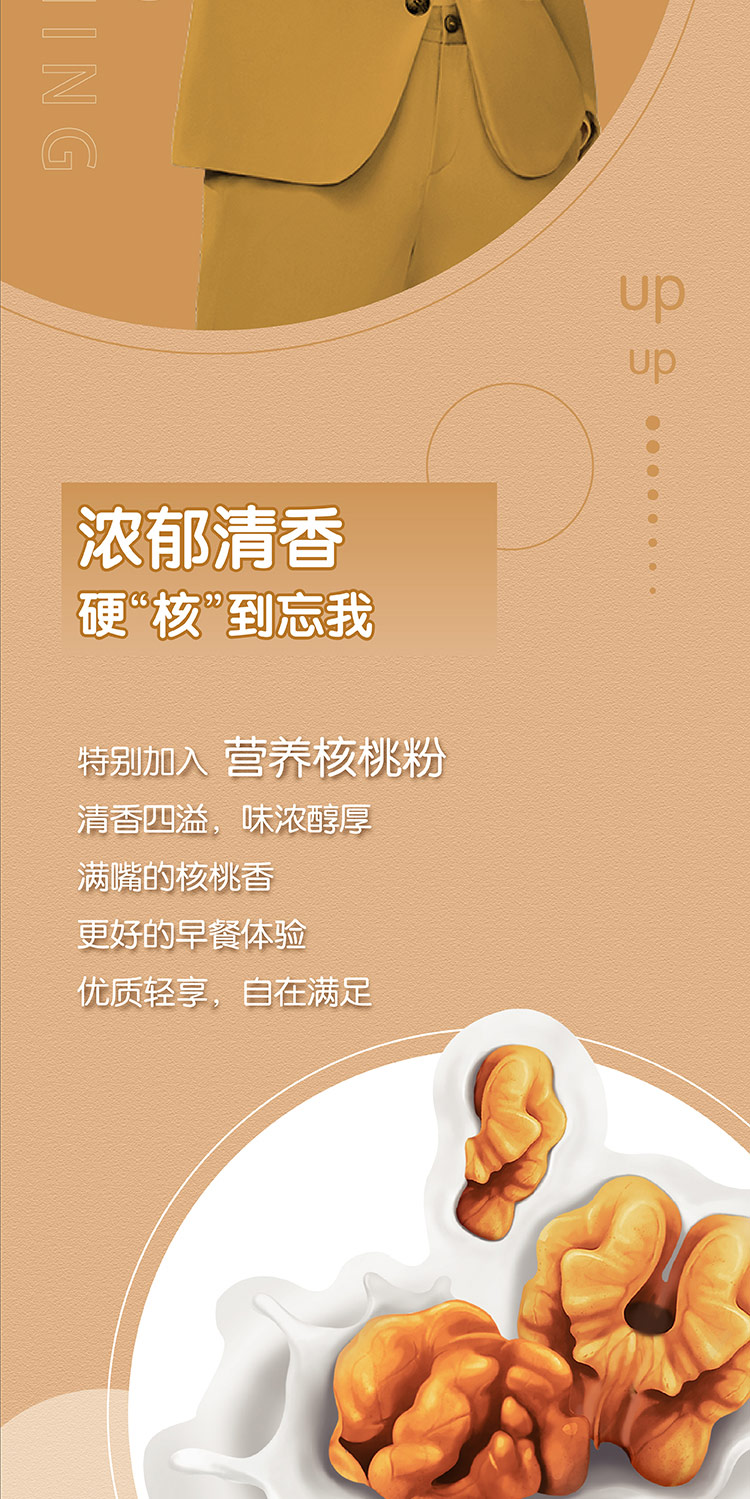 ING
up
up
浓郁清香
硬“核”到忘我
特别加入 营养核桃粉
清香四溢，味浓醇厚
满嘴的核桃香
更好的早餐体验
优质轻享，自在满足